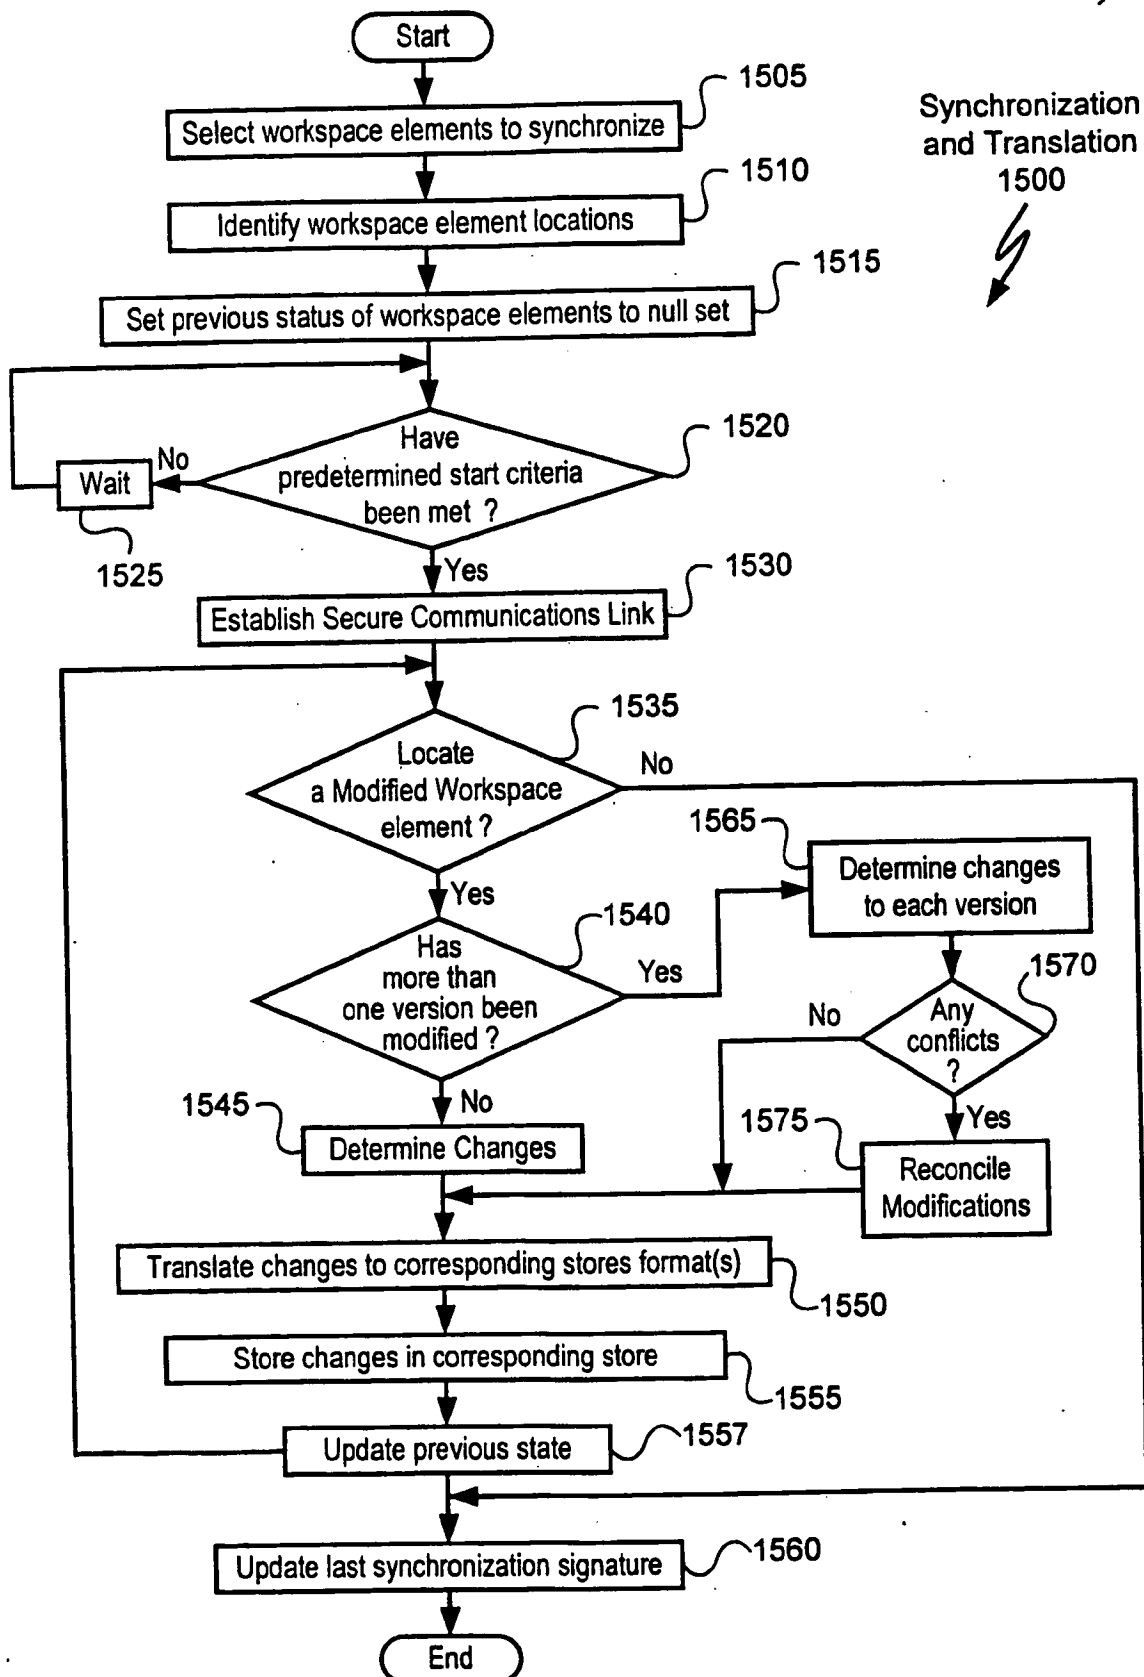 Start
1505
Select workspace elements to synchronize
Synchronization
and Translation
1500
1510
Identify workspace element locations
1515
Set previous status of workspace elements to null set
1520
Have
predetermined start criteria
been met ?
No
Wait
1525
Yes
1530
Establish Secure Communications Link
1535
Locate
a Modified Workspace
element ?
No
Yes
1565
Determine changes
to each version
1540
Has
more than
one version been
modified ?
Yes
1570
Any
conflicts
?
No
No
Yes
1545
Determine Changes
1575
Reconcile
Modifications
Translate changes to corresponding stores format(s)
1550
Store changes in corresponding store
1555
Update previous state
1557
Update last synchronization signature
1560
End